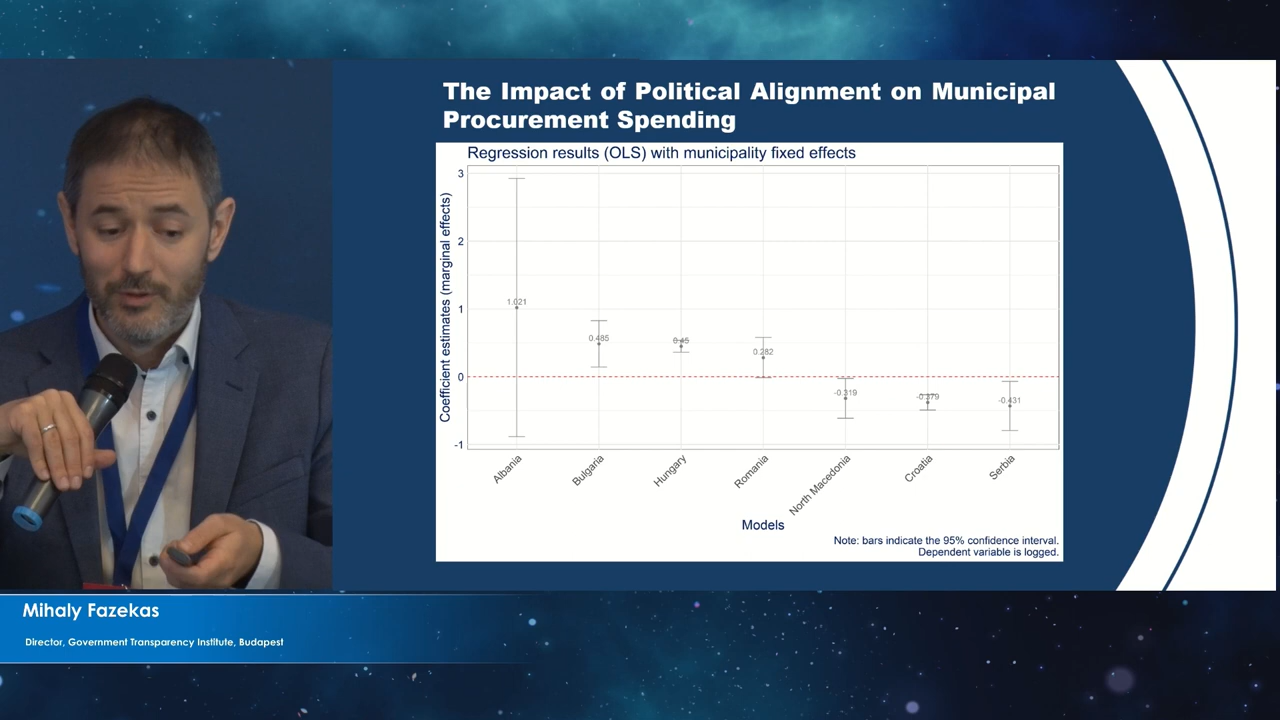 The Impact of Political Alignment on Municipal
Procurement Spending
Regression results (OLS) with municipality fixed effects
Coefficient estimates (marginal effects)
3
2
1
0
-1
1.021
0.485
0.45
0.282
-0.319
-0.379
-0.431
Albania
Bulgaria
Hungary
Romania
North Macedonia
Croatia
Serbia
Models
Note: bars indicate the 95% confidence interval.
Dependent variable is logged.
Mihaly Fazekas
Director, Government Transparency Institute, Budapest